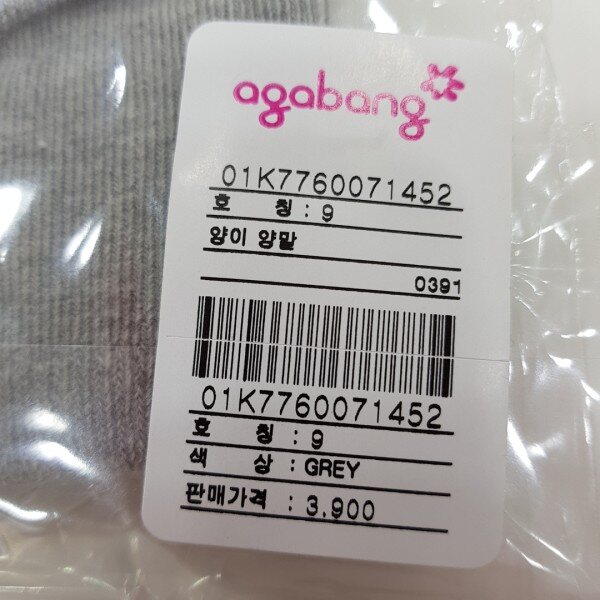 agabang
01K7760071452
호 칭 : 9
양이 양말
0391
01K7760071452
호 칭 : 9
색 상 : GREY
판매가격 : 3,900